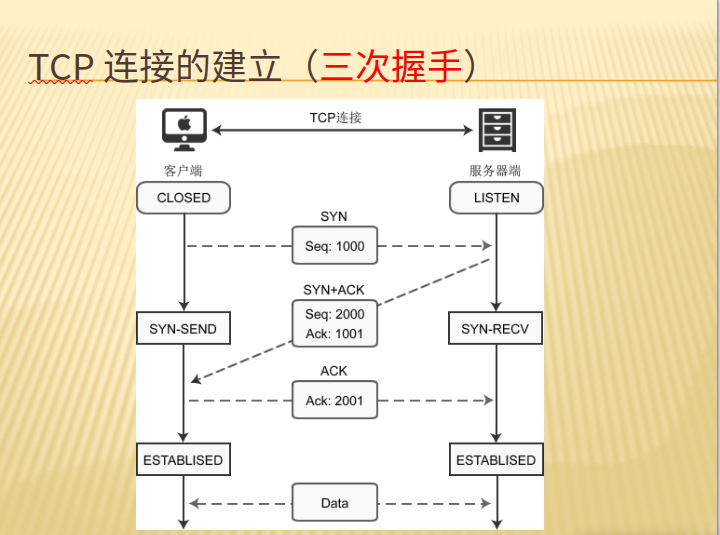 TCP 连接的建立（三次握手）
TCP连接
客户端
服务器端
CLOSED
LISTEN
SYN
Seq: 1000
SYN+ACK
Seq: 2000
Ack: 1001
SYN-SEND
SYN-RECV
ACK
Ack: 2001
ESTABLISED
ESTABLISED
Data